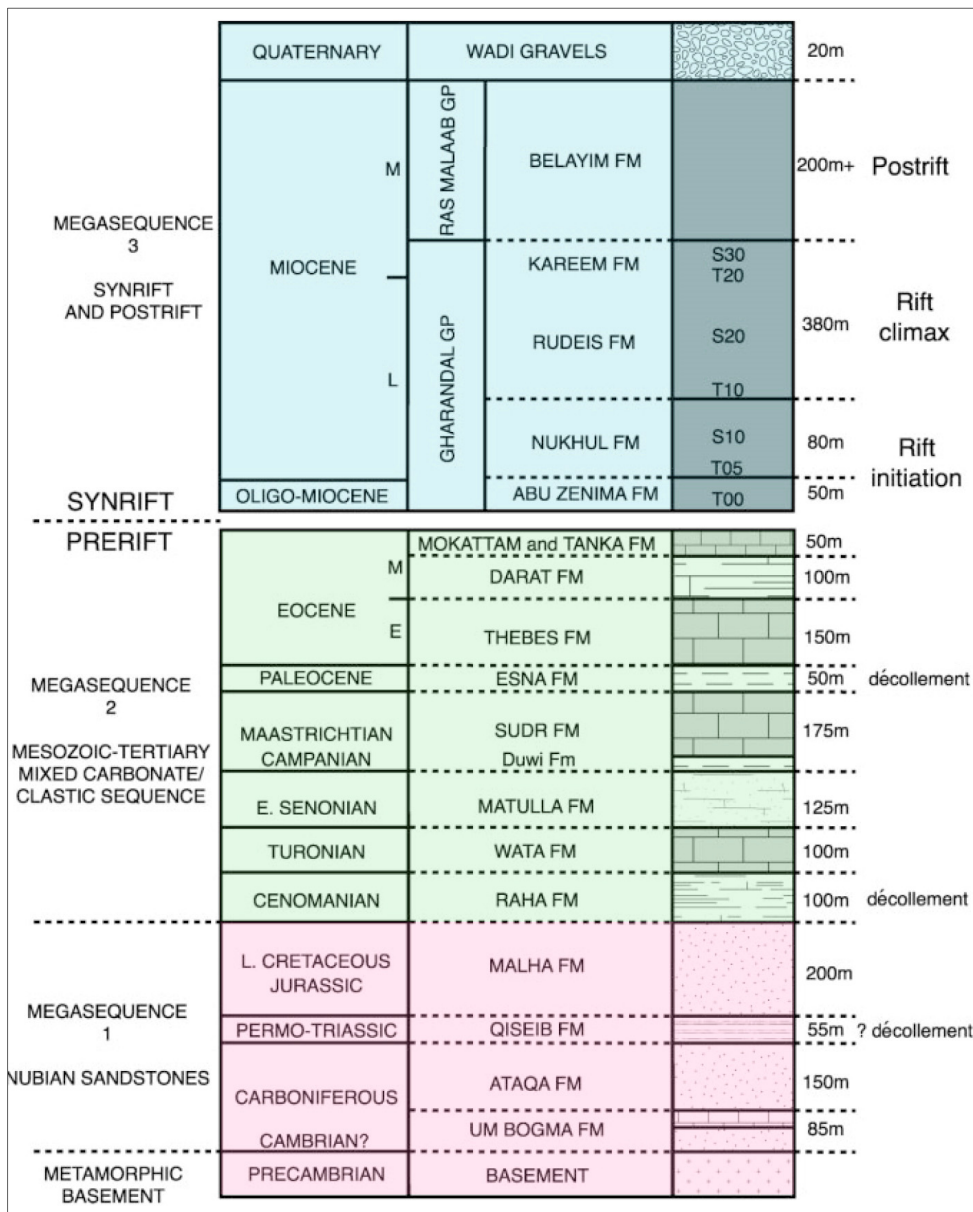 QUATERNARY
WADI GRAVELS
20m
MEGASEQUENCE
3
SYNRIFT
AND POSTRIFT
MIOCENE
M
L
RAS MALAAB GP
BELAYIM FM
200m+
Postrift
GHARANDAL GP
KAREEM FM
S30
T20
RUDEIS FM
S20
T10
380m
Rift
climax
NUKHUL FM
S10
T05
80m
Rift
initiation
OLIGO-MIOCENE
ABU ZENIMA FM
T00
50m
SYNRIFT
PRERIFT
MEGASEQUENCE
2
MESOZOIC-TERTIARY
MIXED CARBONATE/
CLASTIC SEQUENCE
EOCENE
M
E
MOKATTAM and TANKA FM
50m
DARAT FM
100m
THEBES FM
150m
PALEOCENE
ESNA FM
50m
décollement
MAASTRICHTIAN
CAMPANIAN
SUDR FM
Duwi Fm
175m
E. SENONIAN
MATULLA FM
125m
TURONIAN
WATA FM
100m
CENOMANIAN
RAHA FM
100m
décollement
MEGASEQUENCE
1
NUBIAN SANDSTONES
L. CRETACEOUS
JURASSIC
MALHA FM
200m
PERMO-TRIASSIC
QISEIB FM
55m
? décollement
CARBONIFEROUS
CAMBRIAN?
ATAQA FM
150m
UM BOGMA FM
85m
METAMORPHIC
BASEMENT
PRECAMBRIAN
BASEMENT